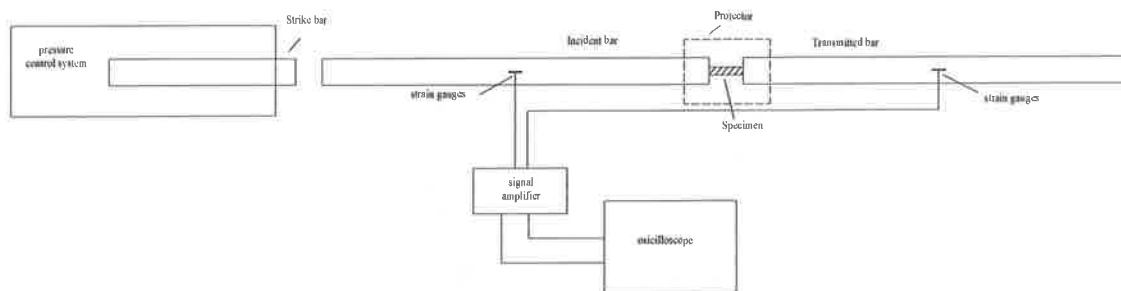 Strike bar
pressure
control system
Incident bar
Projector
Transmitted bar
strain gauges
Specimen
strain gauges
signal
amplifier
oscilloscope